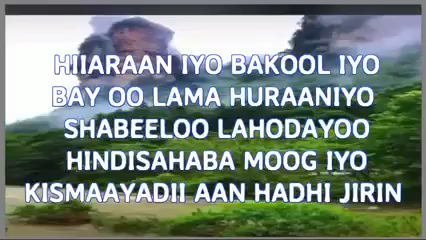 HIIARAAN IYO BAKOOL IYO
BAY OO LAMA HURAANIYO
SHABEELOO LAHODAYOO
HINDISAHABA MOOG IYO
KISMAAYADII AAN HADHI JIRIN